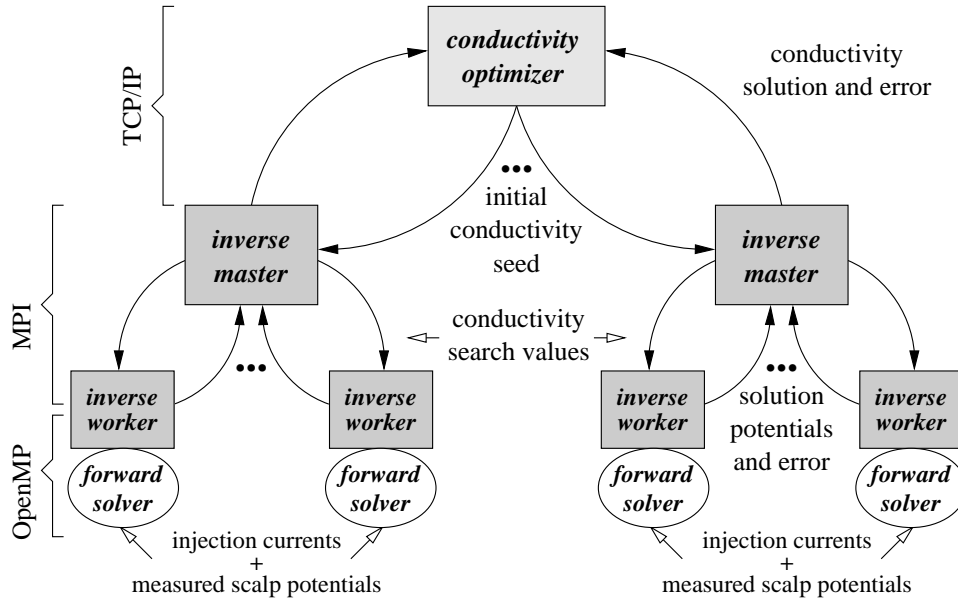 conductivity
optimizer
conductivity
solution and error
TCP/IP
•••
initial
conductivity
seed
inverse
master
inverse
master
MPI
conductivity
search values
•••
•••
inverse
worker
inverse
worker
inverse
worker
inverse
worker
solution
potentials
and error
OpenMP
forward
solver
forward
solver
forward
solver
forward
solver
injection currents
+
measured scalp potentials
injection currents
+
measured scalp potentials